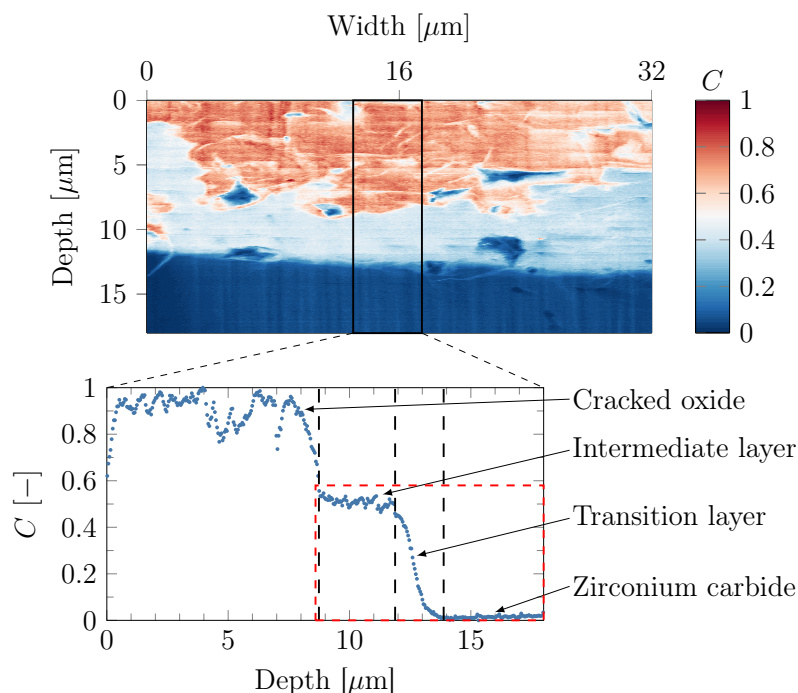 Width [μm]
0 16 32
C
0 5 10 15
Depth [μm]
1 0.8 0.6 0.4 0.2 0
1 0.8 0.6 0.4 0.2 0
C [−]
Cracked oxide
Intermediate layer
Transition layer
Zirconium carbide
0 5 10 15
Depth [μm]